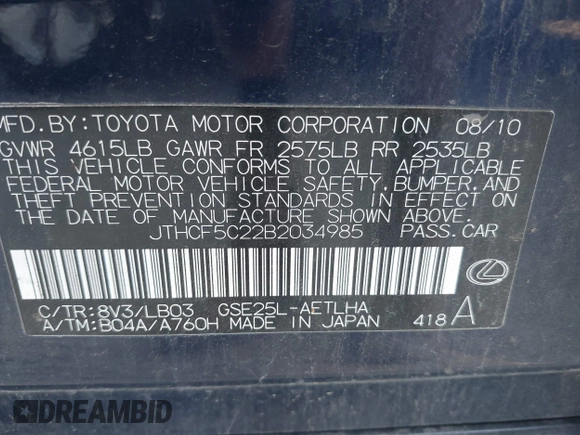 MFD.BY:TOYOTA MOTOR CORPORATION 08/10
GVWR 4615LB GAWR FR 2575LB RR 2535LB
THIS VEHICLE CONFORMS TO ALL APPLICABLE
FEDERAL MOTOR VEHICLE SAFETY,BUMPER,AND
THEFT PREVENTION STANDARDS IN EFFECT ON
THE DATE OF MANUFACTURE SHOWN ABOVE.
JTHCF5C22B2034985 PASS.CAR
C/TR:8V3/LB03 GSE25L-AETLHA
A/TM:B04A/A760H MADE IN JAPAN 418 A
DREAMBID